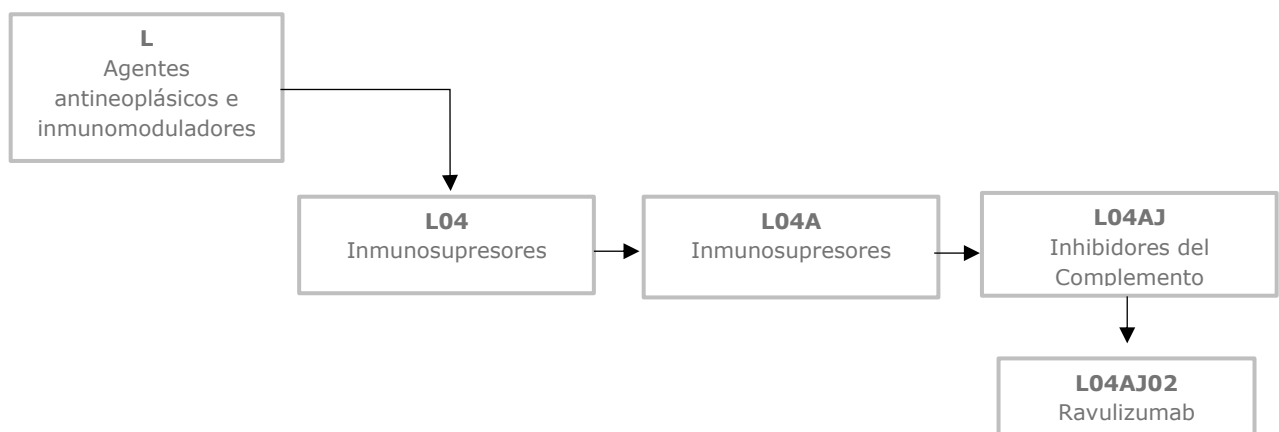 L
Agentes
antineoplásicos e
inmunomoduladores
L04
Inmunosupresores
L04A
Inmunosupresores
L04AJ
Inhibidores del
Complemento
L04AJ02
Ravulizumab